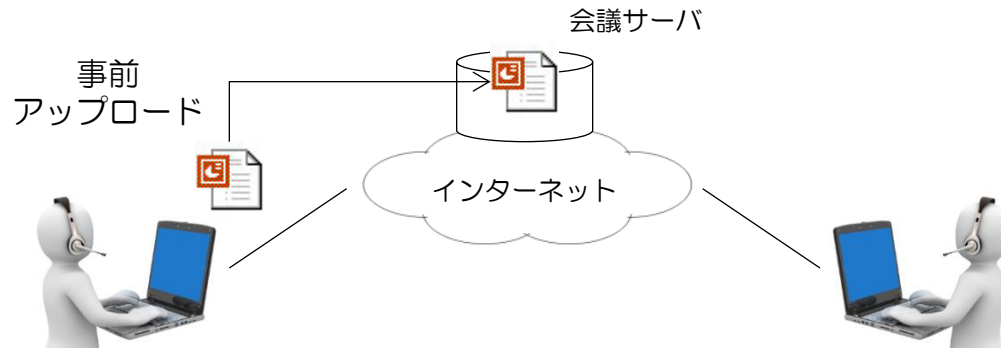 会議サーバ
事前
アップロード
インターネット